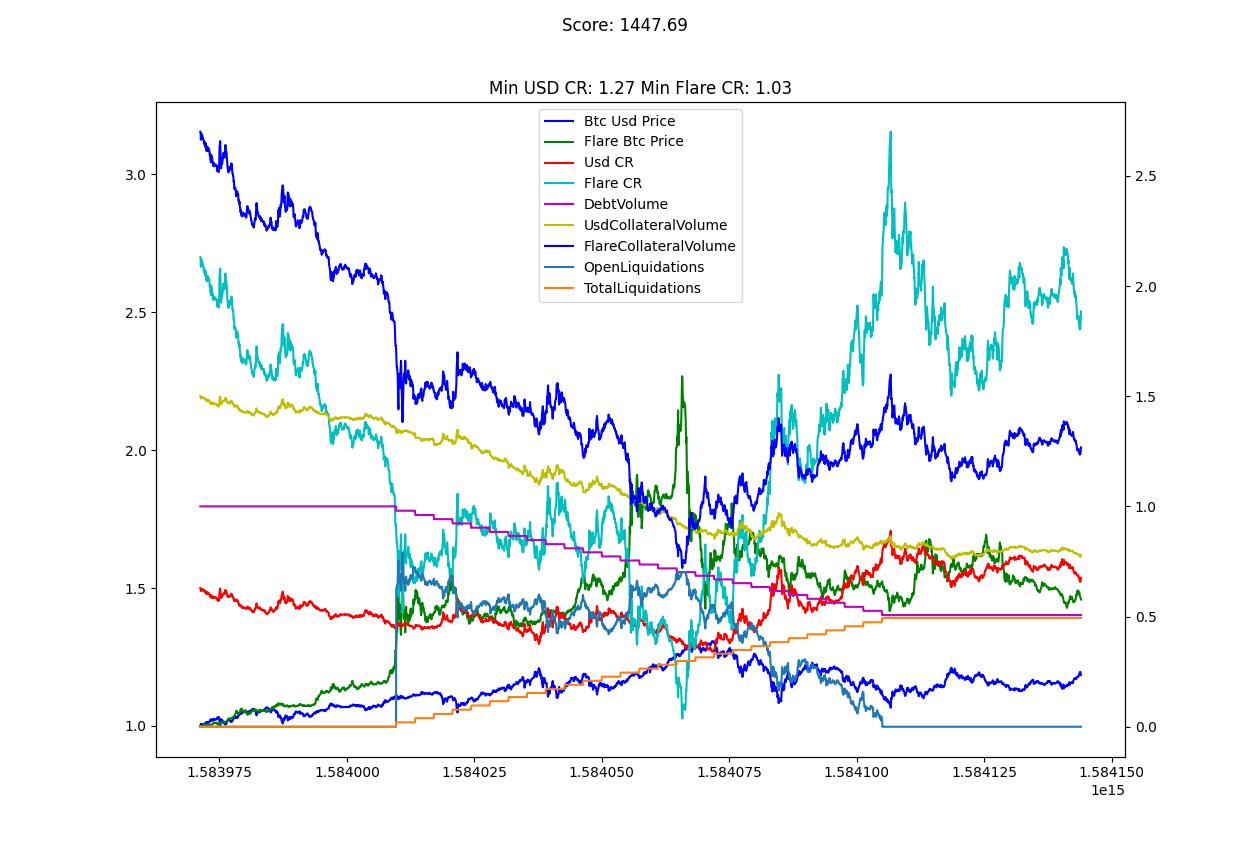 Score: 1447.69
Min USD CR: 1.27 Min Flare CR: 1.03
Btc Usd Price
Flare Btc Price
Usd CR
Flare CR
DebtVolume
UsdCollateralVolume
FlareCollateralVolume
OpenLiquidations
TotalLiquidations
3.0
2.5
2.0
1.5
1.0
2.5
2.0
1.5
1.0
0.5
0.0
1.583975
1.584000
1.584025
1.584050
1.584075
1.584100
1.584125
1.584150
1e15